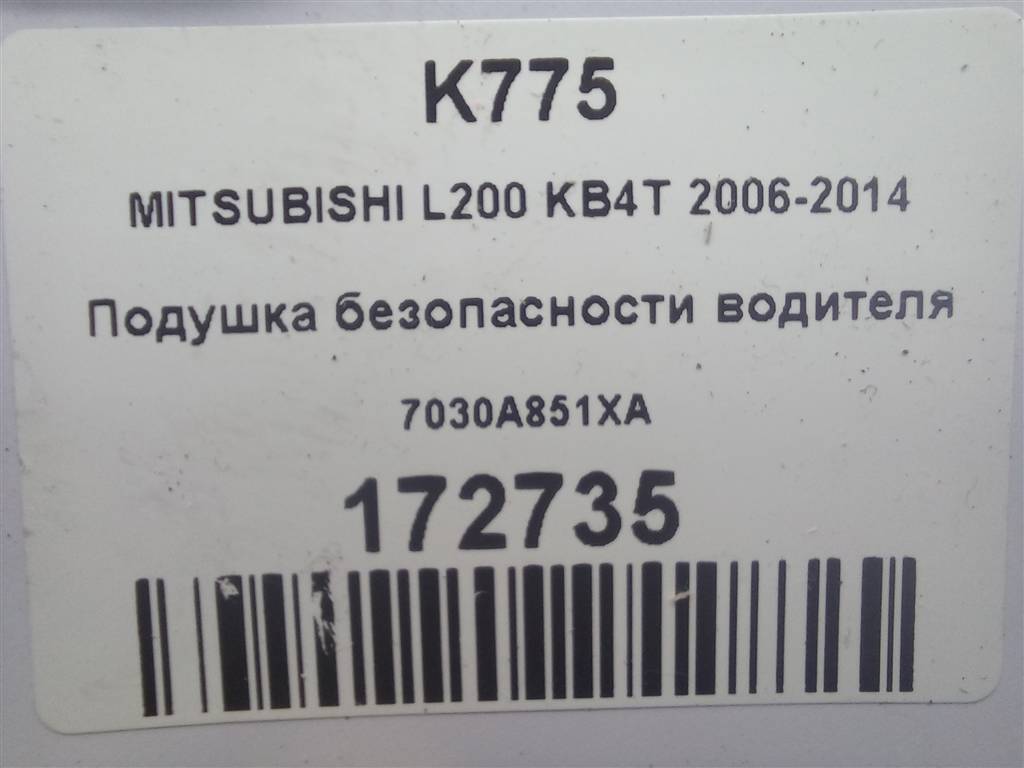 K775
MITSUBISHI L200 KB4T 2006-2014
Подушка безопасности водителя
7030A851XA
172735